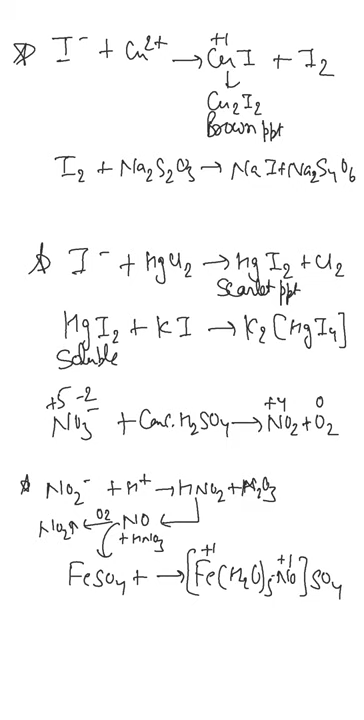 I⁻ + Cu²⁺ → CuI + I₂
+1
↓
Cu₂I₂
Brown ppt
I₂ + Na₂S₂O₃ → NaI + Na₂S₄O₆
I⁻ + HgCl₂ → HgI₂ + Cl₂
Scarlet ppt
HgI₂ + KI → K₂[HgI₄]
Soluble
+5 -2 +4 0
NO₃⁻ + Conc. H₂SO₄ → NO₂ + O₂
NO₂⁻ + H⁺ → HNO₂ + N₂O₃
←O₂ NO ←
+ HNO₃
+1 +1
FeSO₄ + → [Fe(H₂O)₅NO]SO₄